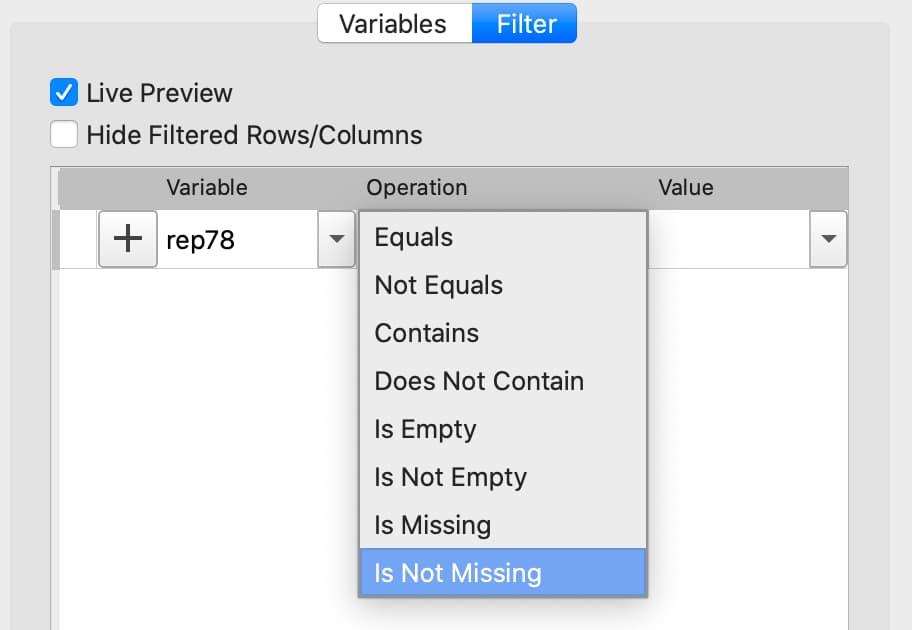 Variables Filter
Live Preview
Hide Filtered Rows/Columns
Variable Operation Value
rep78
Equals
Not Equals
Contains
Does Not Contain
Is Empty
Is Not Empty
Is Missing
Is Not Missing